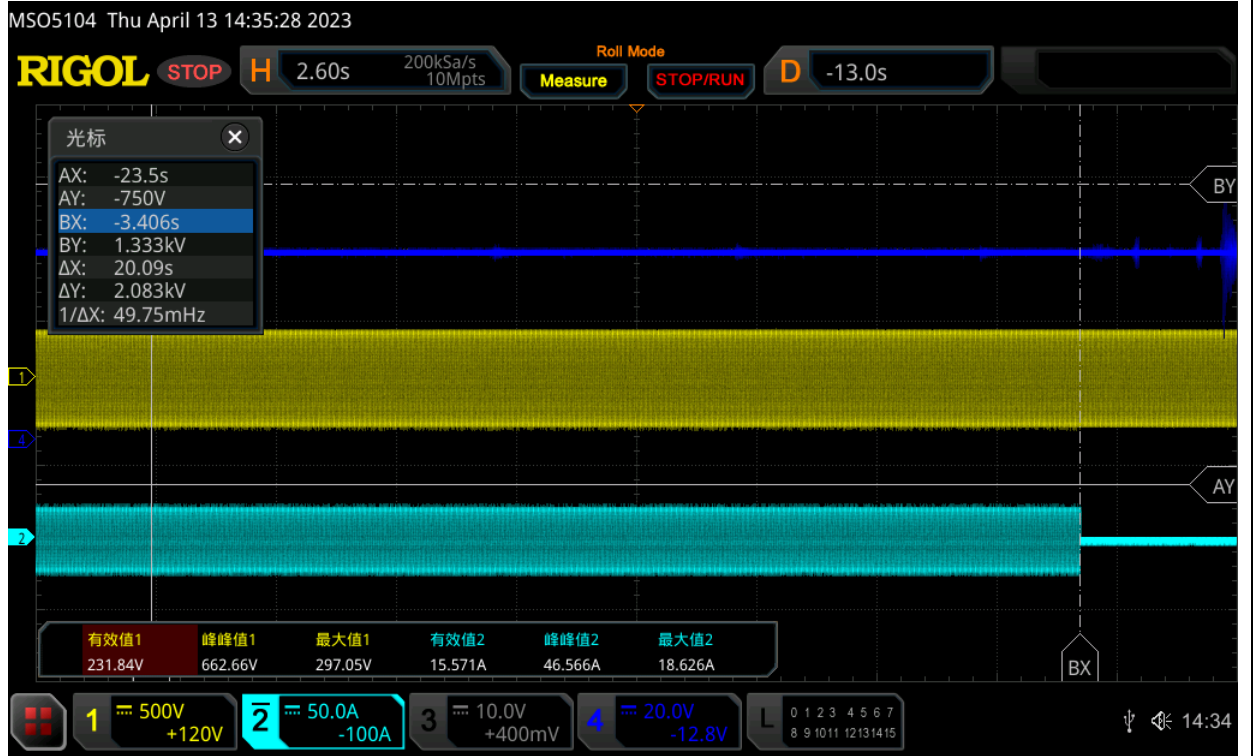 MSO5104 Thu April 13 14:35:28 2023
RIGOL STOP H 2.60s 200kSa/s 10Mpts Roll Mode Measure STOP/RUN D -13.0s
光标
AX: -23.5s
AY: -750V
BX: -3.406s
BY: 1.333kV
ΔX: 20.09s
ΔY: 2.083kV
1/ΔX: 49.75mHz
BY
1
4
AY
2
有效值1 峰峰值1 最大值1 有效值2 峰峰值2 最大值2
231.84V 662.66V 297.05V 15.571A 46.566A 18.626A
BX
1 500V +120V
2 50.0A -100A
3 10.0V +400mV
4 20.0V -12.8V
L 0 1 2 3 4 5 6 7
8 9 10 11 12 13 14 15
14:34